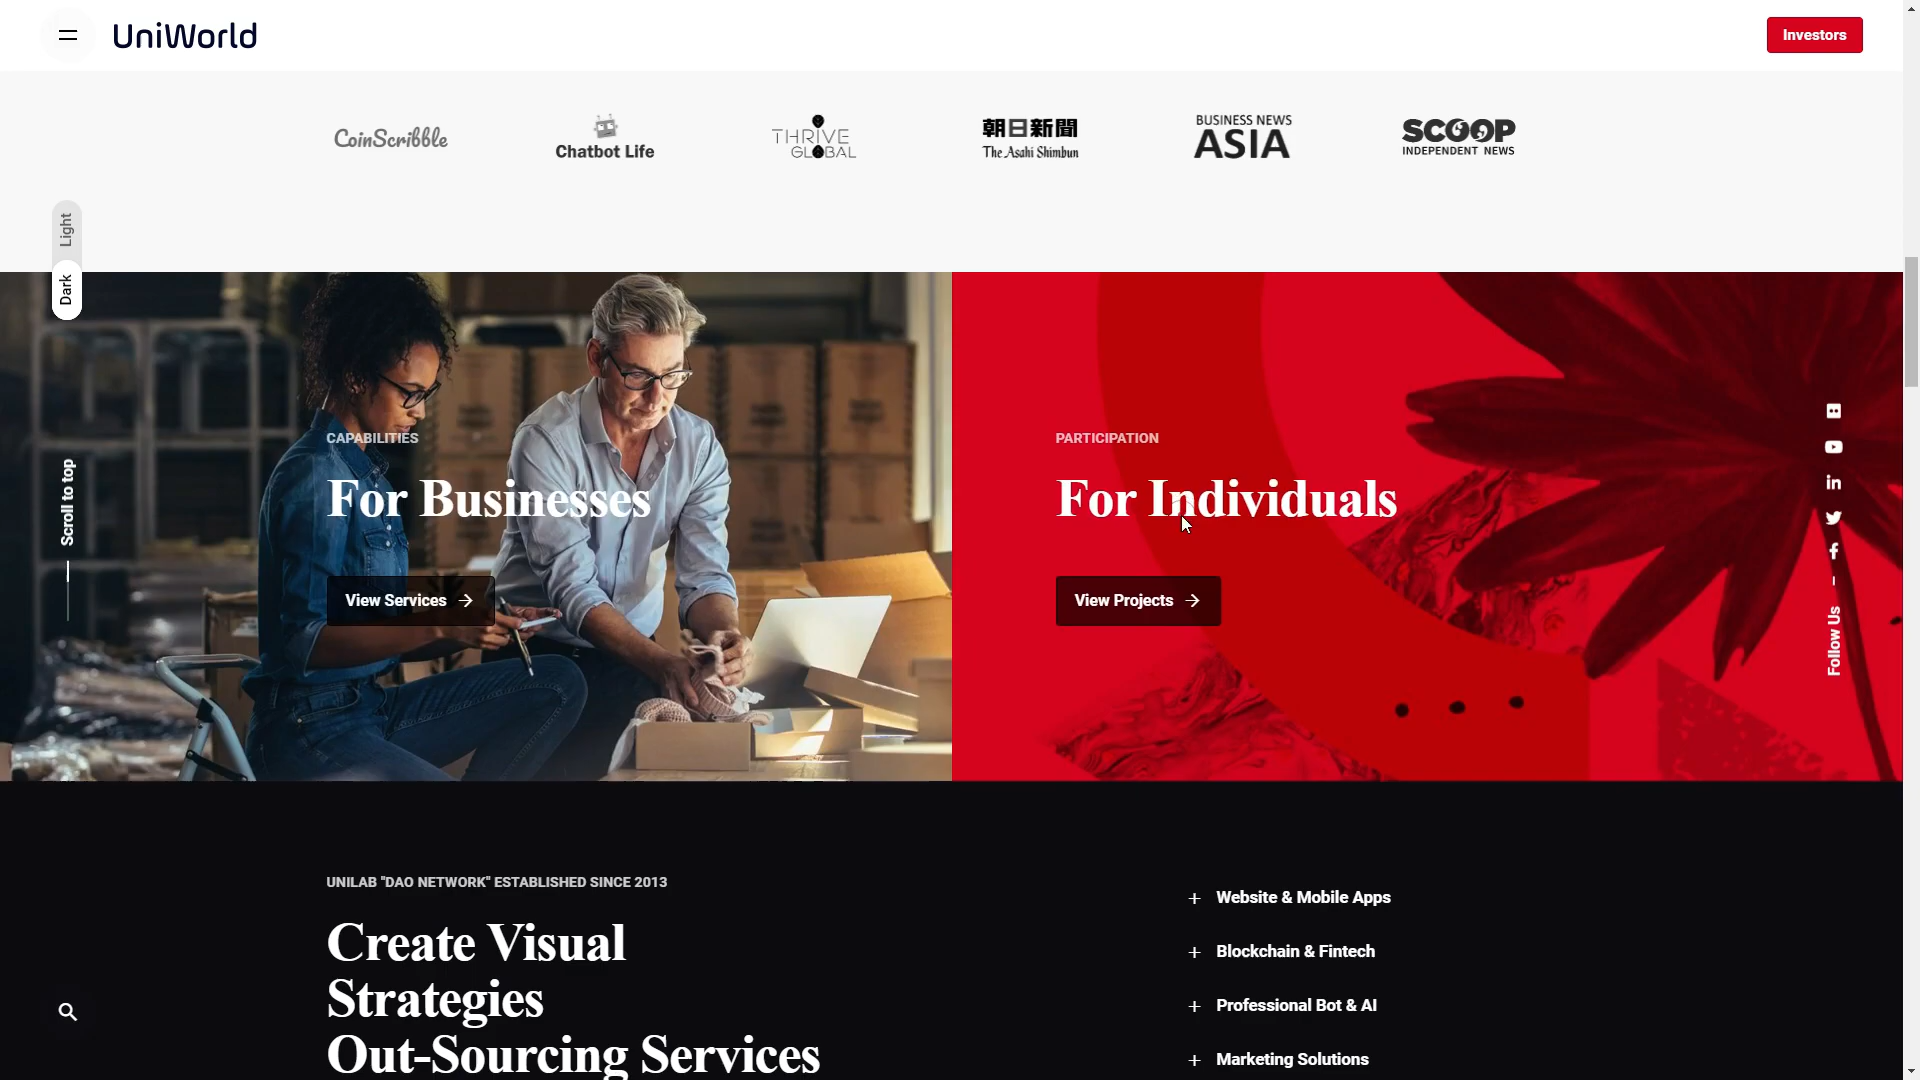 UniWorld
Investors
CoinScribble
Chatbot Life
THRIVE
GLOBAL
朝日新聞
The Asahi Shimbun
BUSINESS NEWS
ASIA
SCOOP
INDEPENDENT NEWS
Light
Dark
Scroll to top
CAPABILITIES
For Businesses
View Services
PARTICIPATION
For Individuals
View Projects
Follow Us
UNILAB "DAO NETWORK" ESTABLISHED SINCE 2013
Create Visual
Strategies
Out-Sourcing Services
Website & Mobile Apps
Blockchain & Fintech
Professional Bot & AI
Marketing Solutions